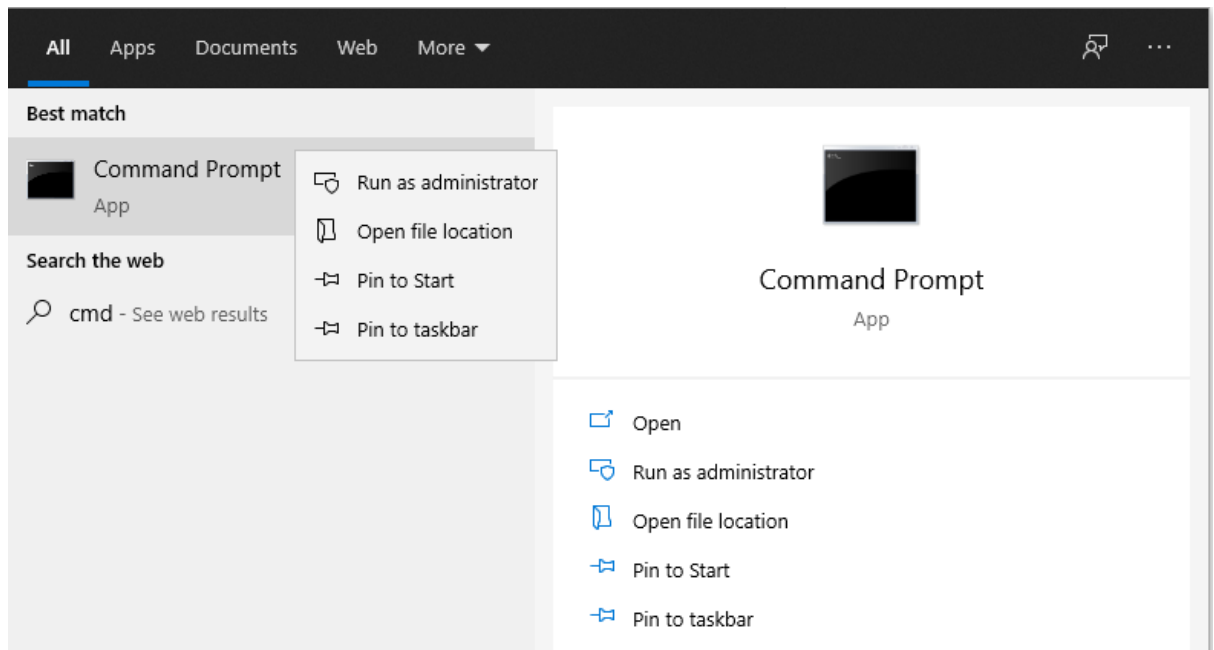 All Apps Documents Web More
Best match
Command Prompt
App
Search the web
cmd - See web results
Run as administrator
Open file location
Pin to Start
Pin to taskbar
Command Prompt
App
Open
Run as administrator
Open file location
Pin to Start
Pin to taskbar